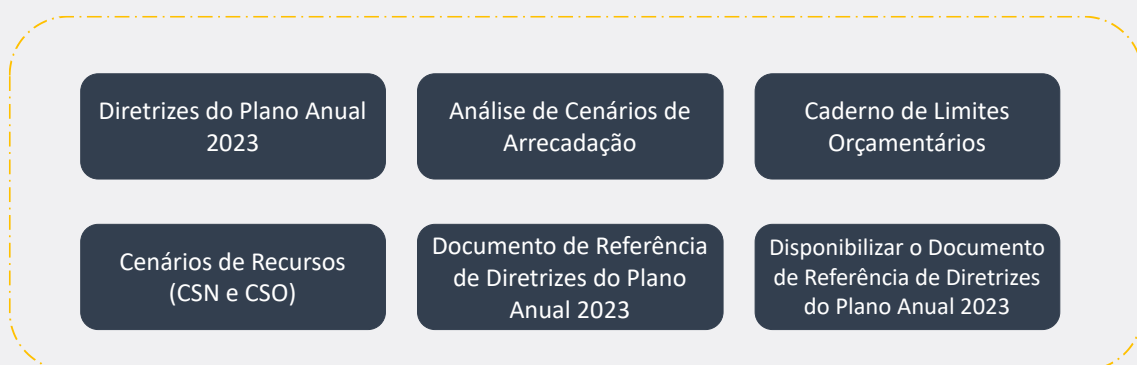 Diretrizes do Plano Anual
2023
Análise de Cenários de
Arrecadação
Caderno de Limites
Orçamentários
Cenários de Recursos
(CSN e CSO)
Documento de Referência
de Diretrizes do Plano
Anual 2023
Disponibilizar o Documento
de Referência de Diretrizes
do Plano Anual 2023